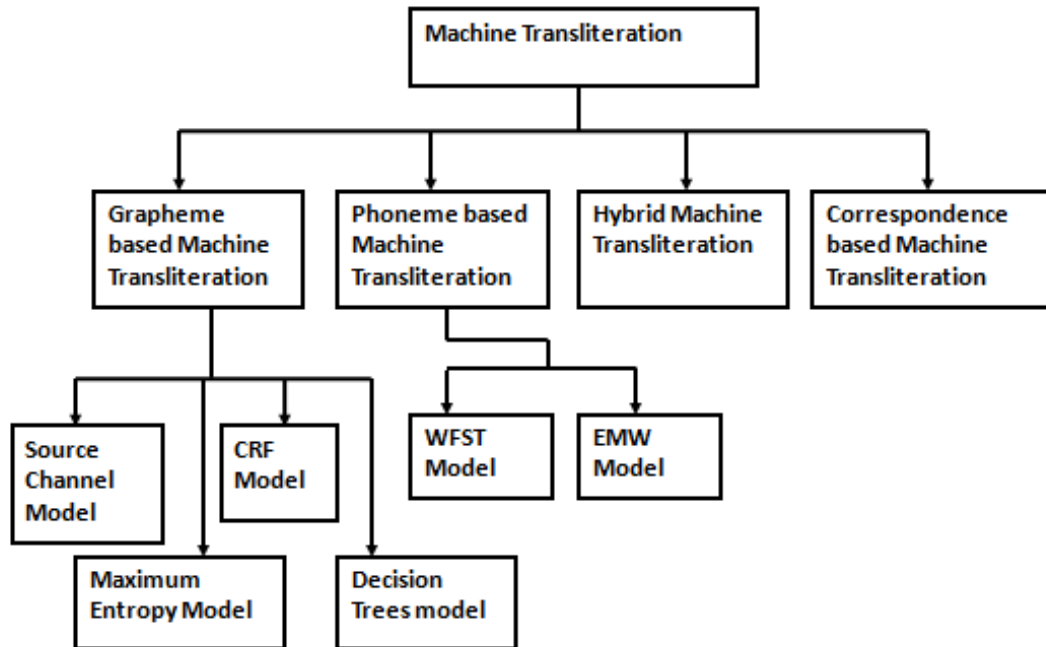 Machine Transliteration
Grapheme
based Machine
Transliteration
Phoneme based
Machine
Transliteration
Hybrid Machine
Transliteration
Correspondence
based Machine
Transliteration
Source
Channel
Model
CRF
Model
WFST
Model
EMW
Model
Maximum
Entropy Model
Decision
Trees model